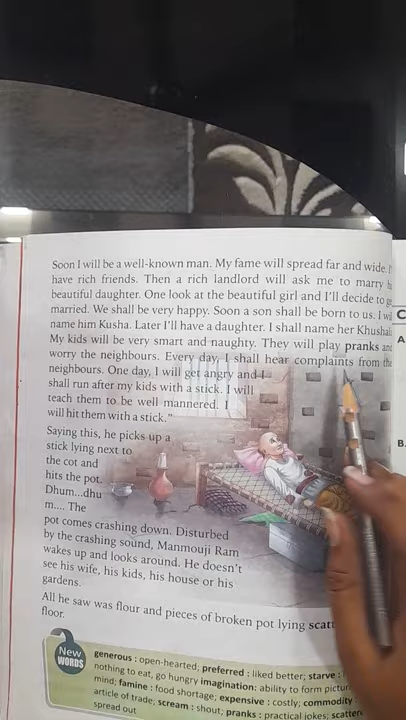 Soon I will be a well-known man. My fame will spread far and wide.
have rich friends. Then a rich landlord will ask me to marry
beautiful daughter. One look at the beautiful girl and I'll decide to
married. We shall be very happy. Soon a son shall be born to us. I
name him Kusha. Later I'll have a daughter. I shall name her
My kids will be very smart and naughty. They will play pranks and
worry the neighbours. Every day, I shall hear complaints from the
neighbours. One day, I will get angry and I
shall run after my kids with a stick. I will
teach them to be well mannered. I
will hit them with a stick."
Saying this, he picks up a
stick lying next to
the cot and
hits the pot.
Dhum...dhu
m.... The
pot comes crashing down. Disturbed
by the crashing sound, Manmouji Ram
wakes up and looks around. He doesn't
see his wife, his kids, his house or his
gardens.
All he saw was flour and pieces of broken pot lying
floor.
New
WORDS
generous : open-hearted; preferred : liked better; starve :
nothing to eat, go hungry imagination: ability to form
mind; famine : food shortage; expensive : costly; commodity
article of trade; scream : shout; pranks : practical jokes;
spread out
C
A
B.